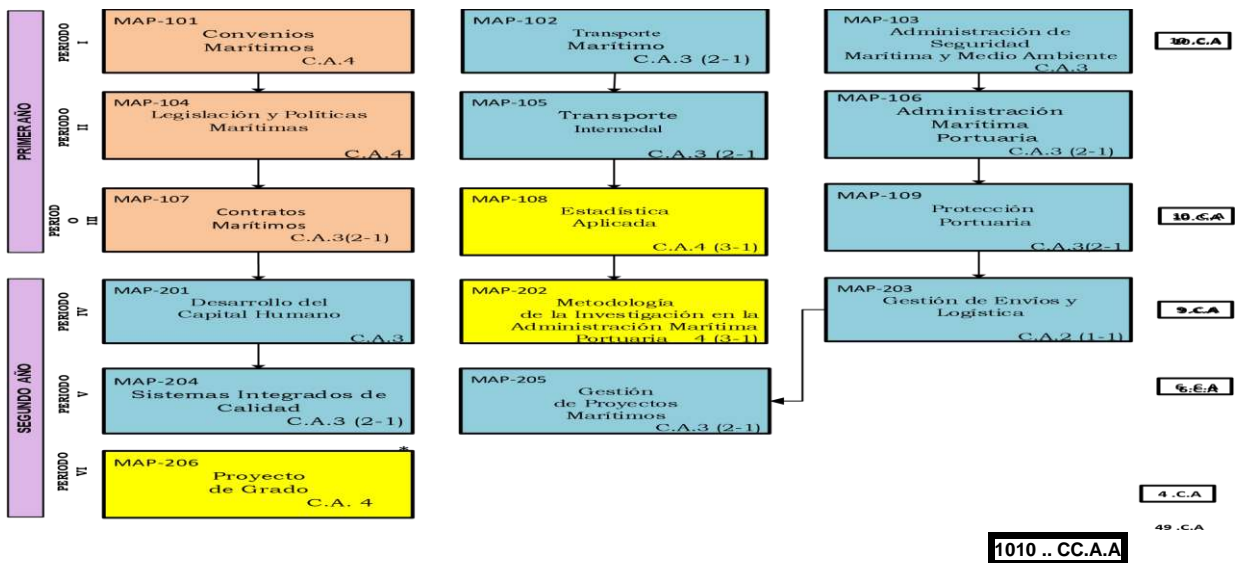 PRIMER AÑO
PERIODO
I
MAP-101
Convenios
Marítimos
C.A.4
MAP-102
Transporte
Marítimo
C.A.3 (2-1)
MAP-103
Administración de
Seguridad
Marítima y Medio Ambiente
C.A.3
PERIODO
II
MAP-104
Legislación y Políticas
Marítimas
C.A.4
MAP-105
Transporte
Intermodal
C.A.3 (2-1
MAP-106
Administración
Marítima
Portuaria
C.A.3 (2-1)
PERIOD
O
III
MAP-107
Contratos
Marítimos
C.A.3(2-1)
MAP-108
Estadística
Aplicada
C.A.4 (3-1)
MAP-109
Protección
Portuaria
C.A.3(2-1
10 .C.A
SEGUNDO AÑO
PERIODO
IV
MAP-201
Desarrollo del
Capital Humano
C.A.3
MAP-202
Metodología
de la Investigación en la
Administración Marítima
Portuaria 4 (3-1)
MAP-203
Gestión de Envíos y
Logística
C.A.2 (1-1)
9 .C.A
PERIODO
V
MAP-204
Sistemas Integrados de
Calidad
C.A.3 (2-1)
MAP-205
Gestión
de Proyectos
Marítimos
C.A.3 (2-1)
PERIODO
VI
*
MAP-206
Proyecto
de Grado
C.A. 4
4 .C.A
49 .C.A
1010 .. CC.A.A